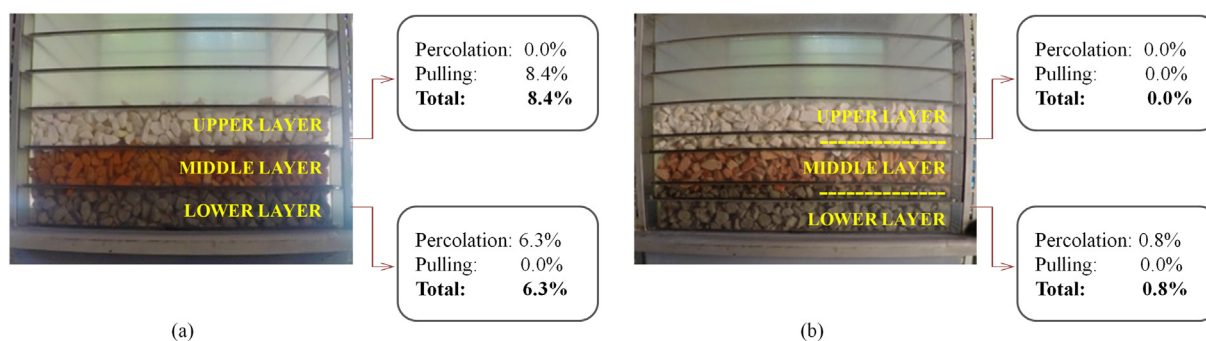 Percolation: 0.0%
Pulling: 8.4%
Total: 8.4%
UPPER LAYER
MIDDLE LAYER
LOWER LAYER
Percolation: 6.3%
Pulling: 0.0%
Total: 6.3%
(a)
Percolation: 0.0%
Pulling: 0.0%
Total: 0.0%
UPPER LAYER
MIDDLE LAYER
LOWER LAYER
Percolation: 0.8%
Pulling: 0.0%
Total: 0.8%
(b)